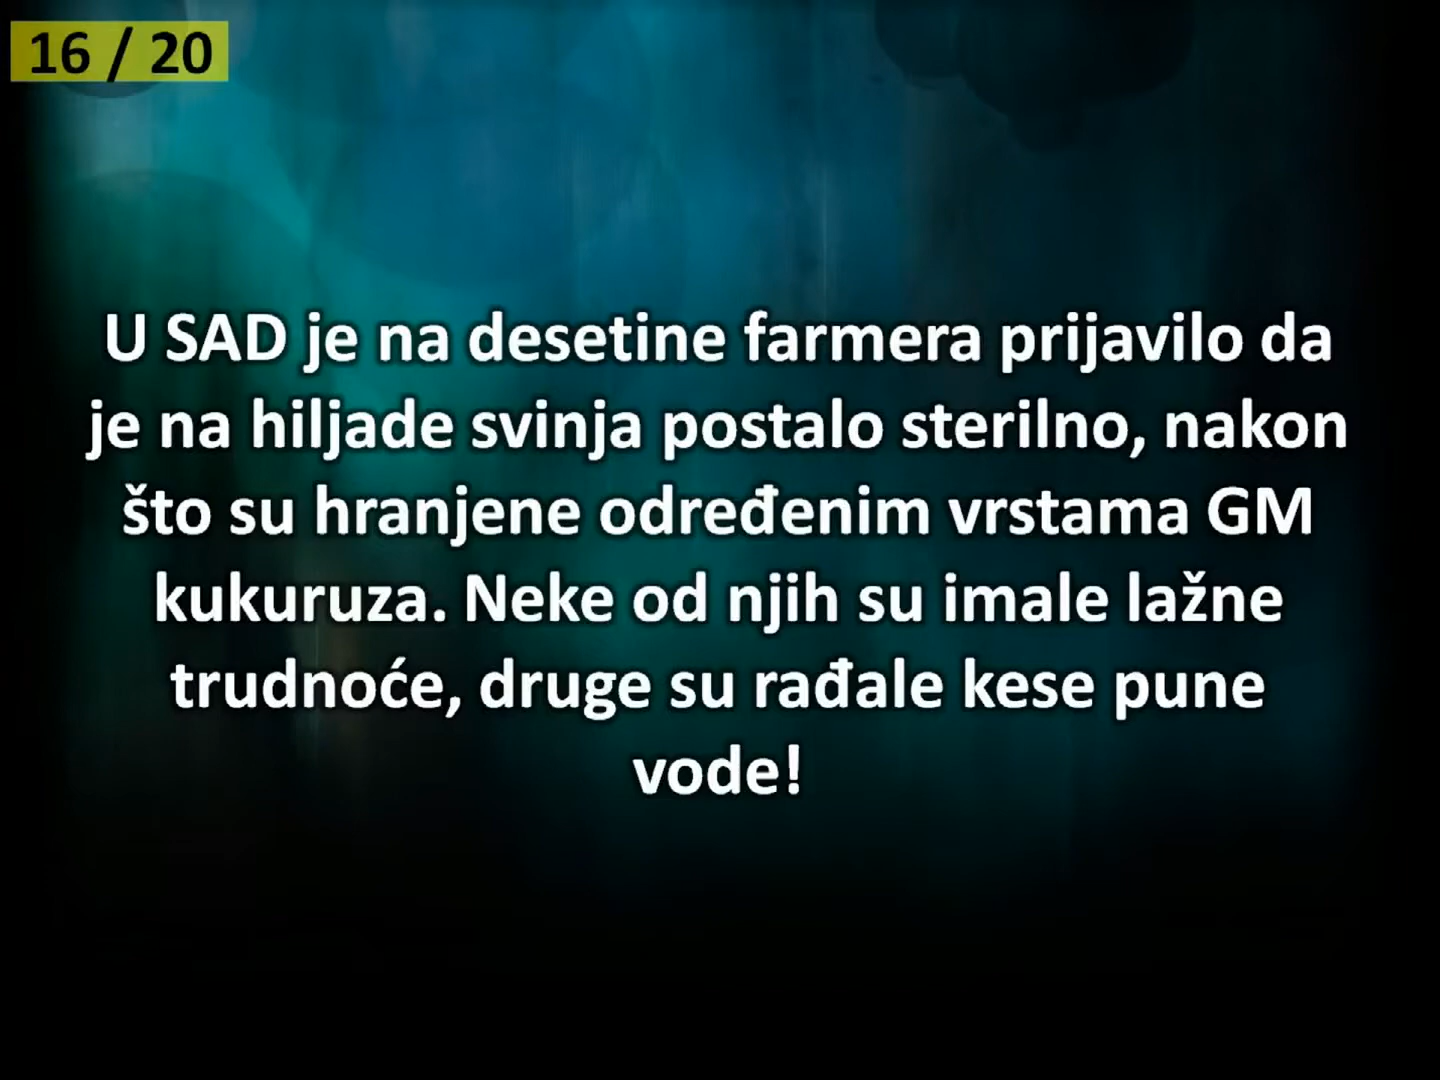 16 / 20
U SAD je na desetine farmera prijavilo da
je na hiljade svinja postalo sterilno, nakon
što su hranjene određenim vrstama GM
kukuruza. Neke od njih su imale lažne
trudnoće, druge su rađale kese pune
vode!